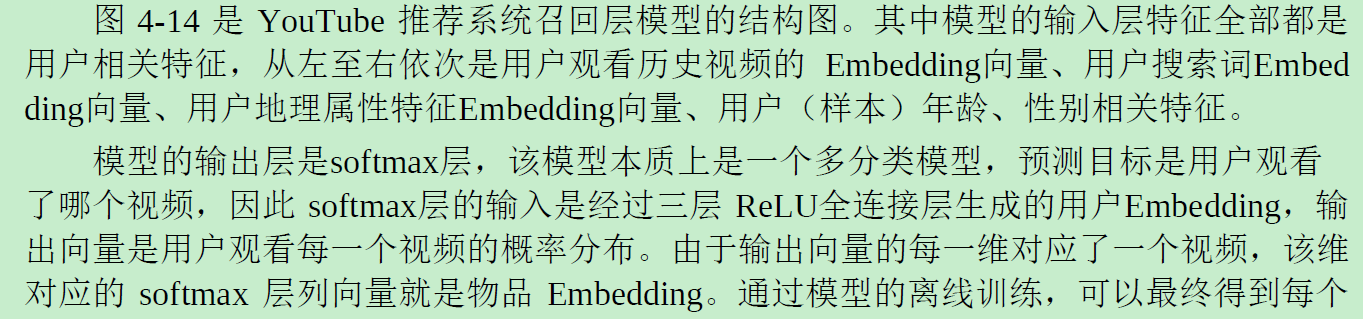 图 4-14 是 YouTube 推荐系统召回层模型的结构图。其中模型的输入层特征全部都是
用户相关特征，从左至右依次是用户观看历史视频的 Embedding向量、用户搜索词Embed
ding向量、用户地理属性特征Embedding向量、用户（样本）年龄、性别相关特征。
模型的输出层是softmax层，该模型本质上是一个多分类模型，预测目标是用户观看
了哪个视频，因此 softmax层的输入是经过三层 ReLU全连接层生成的用户Embedding，输
出向量是用户观看每一个视频的概率分布。由于输出向量的每一维对应了一个视频，该维
对应的 softmax 层列向量就是物品 Embedding。通过模型的离线训练，可以最终得到每个